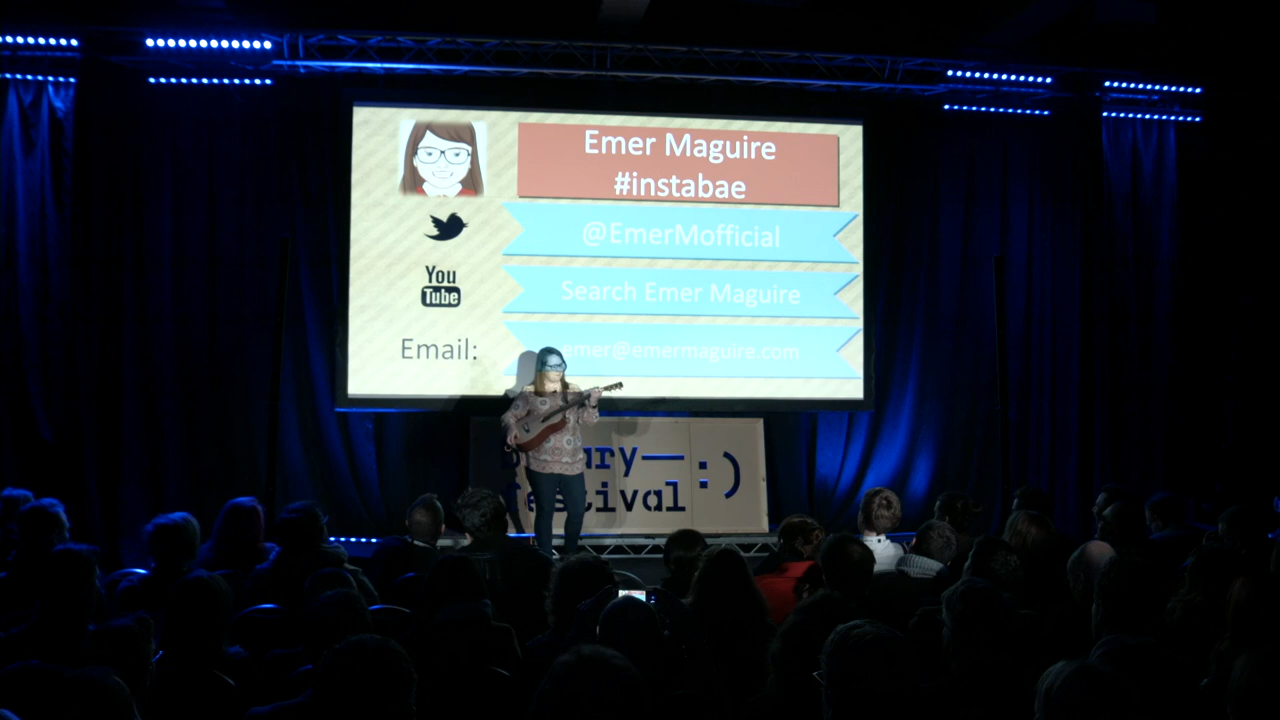 Emer Maguire
#instabae
@EmerMofficial
You
Tube
Search Emer Maguire
Email:
emer@emermaguire.com
festival :)